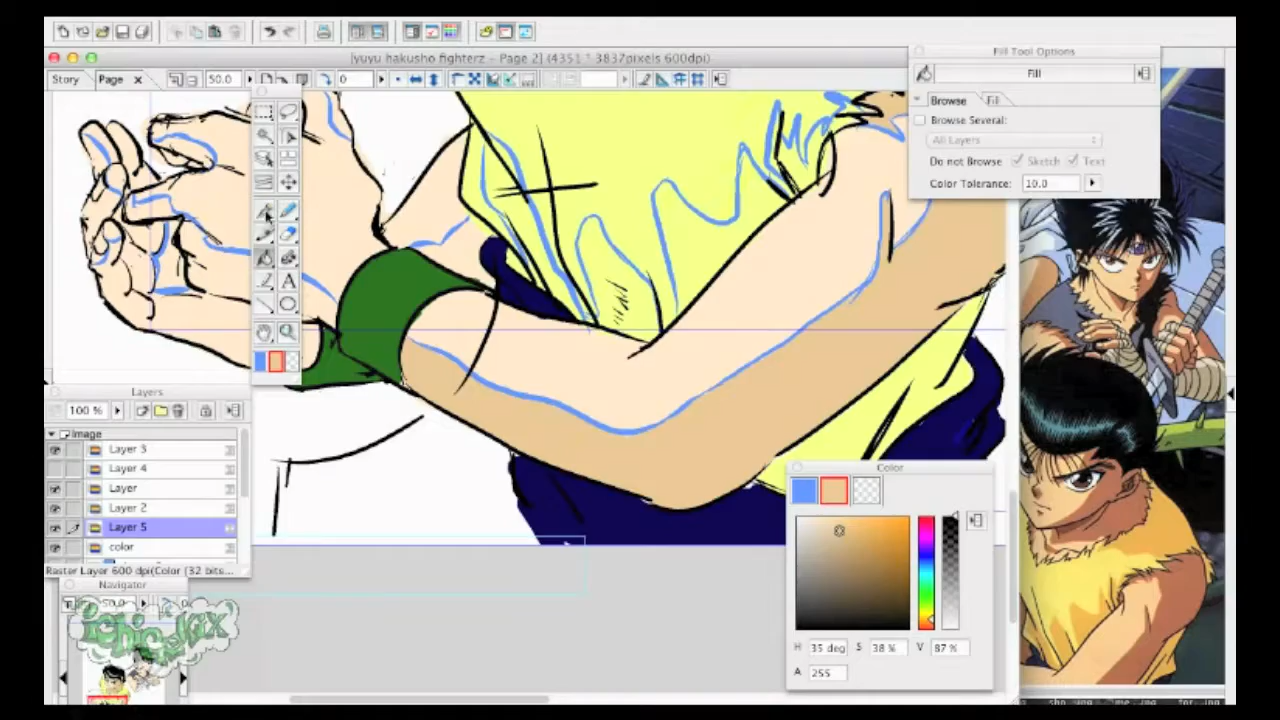 [yuyu hakusho fighterz - Page 2] (4351 * 3837pixels 600dpi)
Fill Tool Options
Story
Page
50.0
0
Fill
Browse
Fill
Browse Several:
All Layers
Do not Browse
Sketch
Text
Color Tolerance:
10.0
A
Layers
100 %
Image
Layer 3
Layer 4
Layer
Layer 2
Layer 5
color
Raster Layer 600 dpi(Color (32 bits...
Navigator
Color
H 35 deg S 38 % V 87 %
A 255